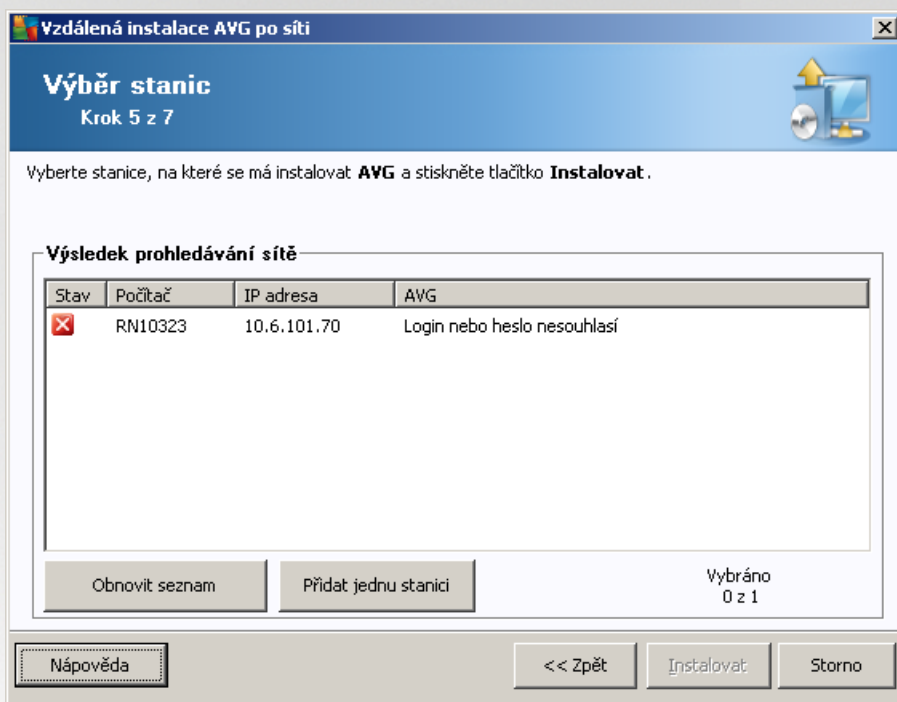 Vzdálená instalace AVG po síti
Výběr stanic
Krok 5 z 7
Vyberte stanice, na které se má instalovat AVG a stiskněte tlačítko Instalovat.
Výsledek prohledávání sítě
Stav Počítač IP adresa AVG
RN10323 10.6.101.70 Login nebo heslo nesouhlasí
Obnovit seznam Přidat jednu stanici Vybráno
0 z 1
Nápověda << Zpět Instalovat Storno